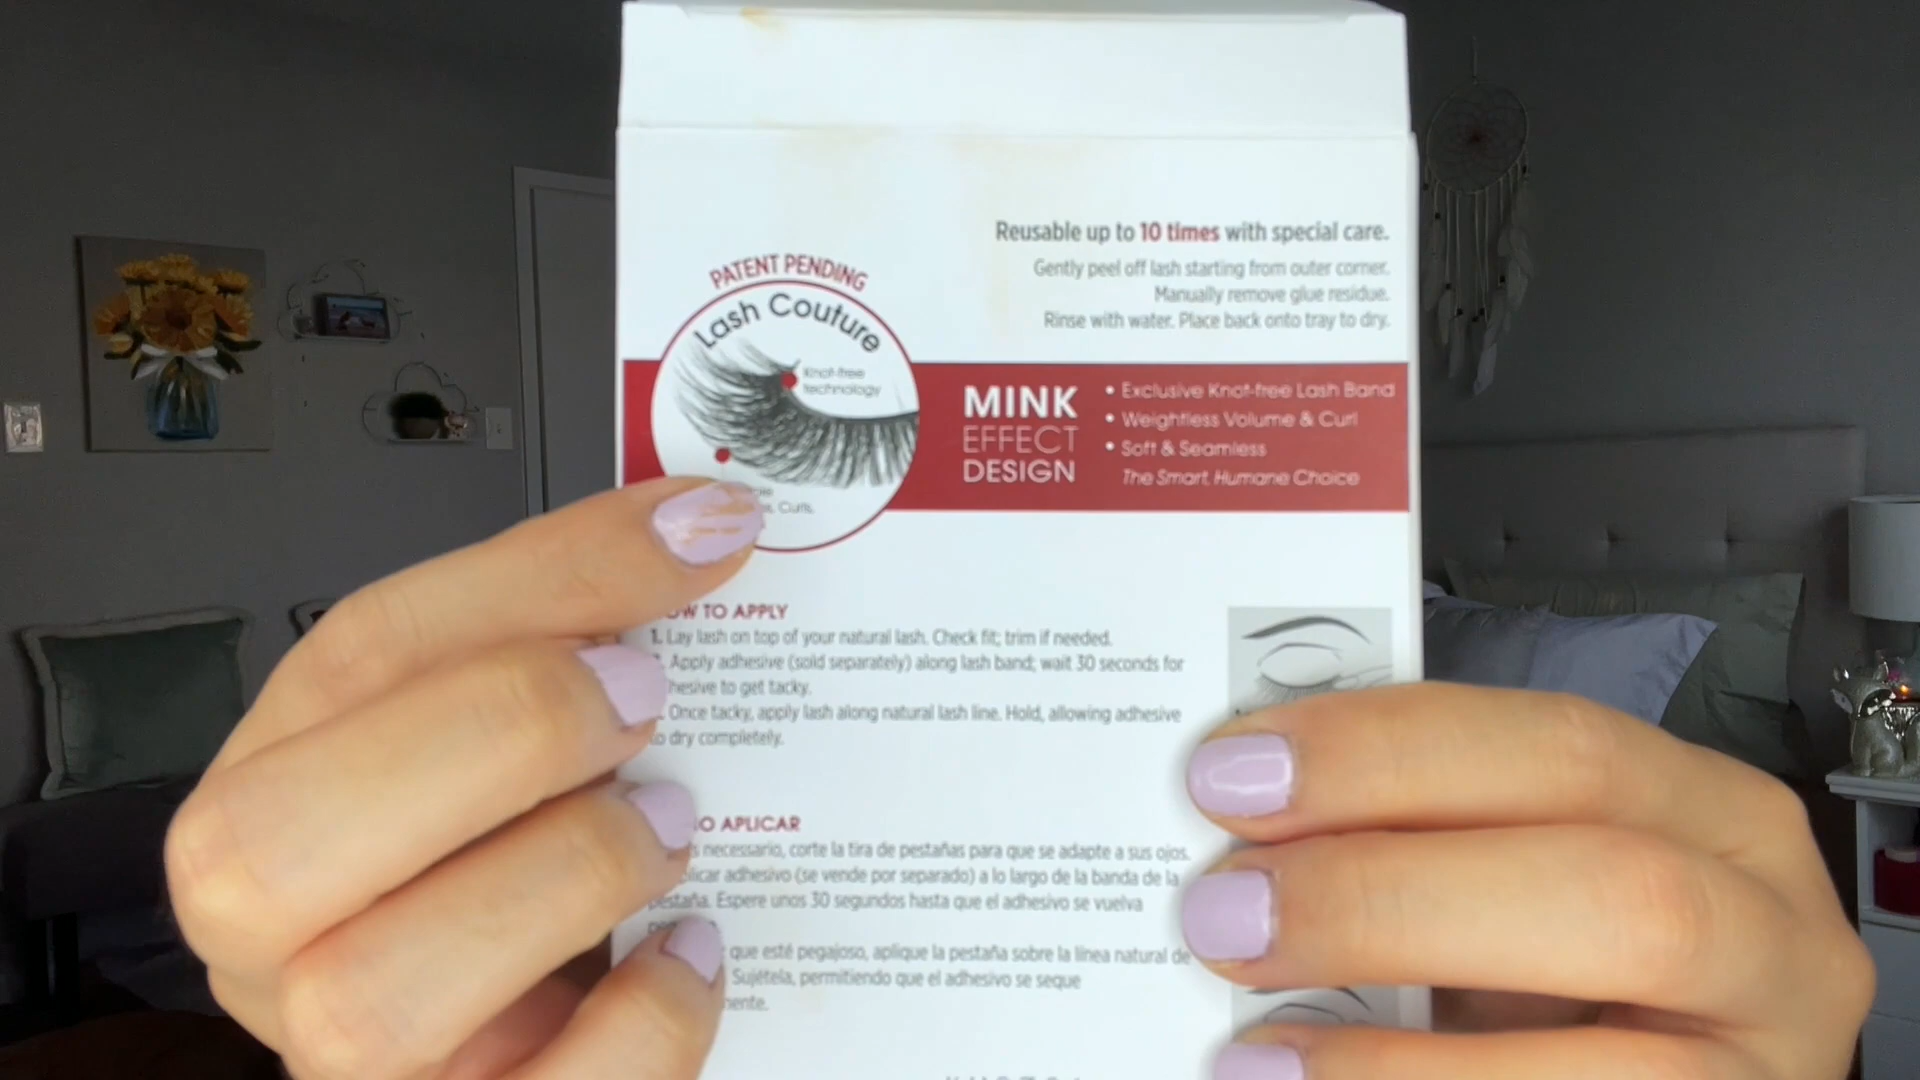 Reusable up to 10 times with special care.
Gently peel off lash starting from outer corner.
Manually remove glue residue.
Rinse with water. Place back onto tray to dry.
PATENT PENDING
Lash Couture
Knot-free
technology
Curls,
MINK
EFFECT
DESIGN
• Exclusive Knot-free Lash Band
• Weightless Volume & Curl
• Soft & Seamless
The Smart, Humane Choice
TO APPLY
1. Lay lash on top of your natural lash. Check fit; trim if needed.
Apply adhesive (sold separately) along lash band; wait 30 seconds for
to get tacky.
Once tacky, apply lash along natural lash line. Hold, allowing adhesive
to dry completely.
APLICAR
necessario, corte la tira de pestañas para que se adapte a sus ojos.
adhesivo (se vende por separado) a lo largo de la banda de la
pestaña. Espere unos 30 segundos hasta que el adhesivo se vuelva
que esté pegajoso, aplique la pestaña sobre la línea natural de
Sujétela, permitiendo que el adhesivo se seque